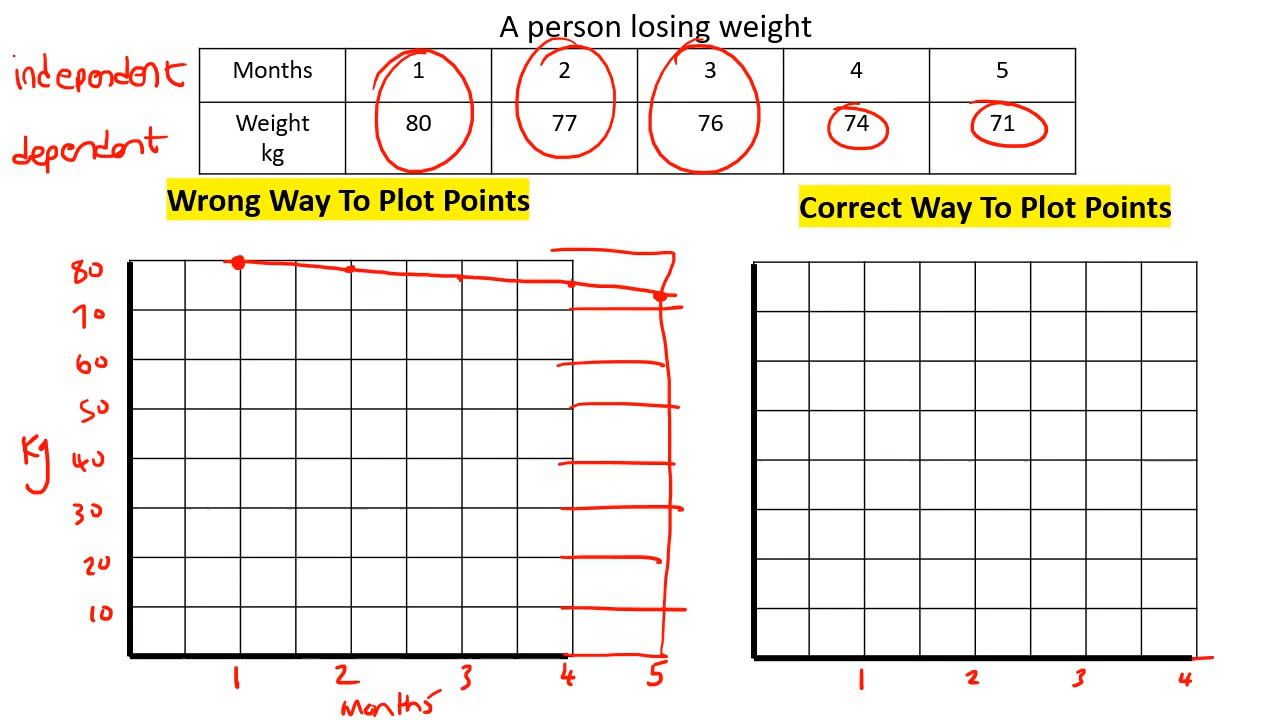 A person losing weight
independent Months 1 2 3 4 5
dependent Weight kg 80 77 76 74 71
Wrong Way To Plot Points
Correct Way To Plot Points
80
70
60
50
Kg
40
30
20
10
1 2 3 4 5
months
1 2 3 4